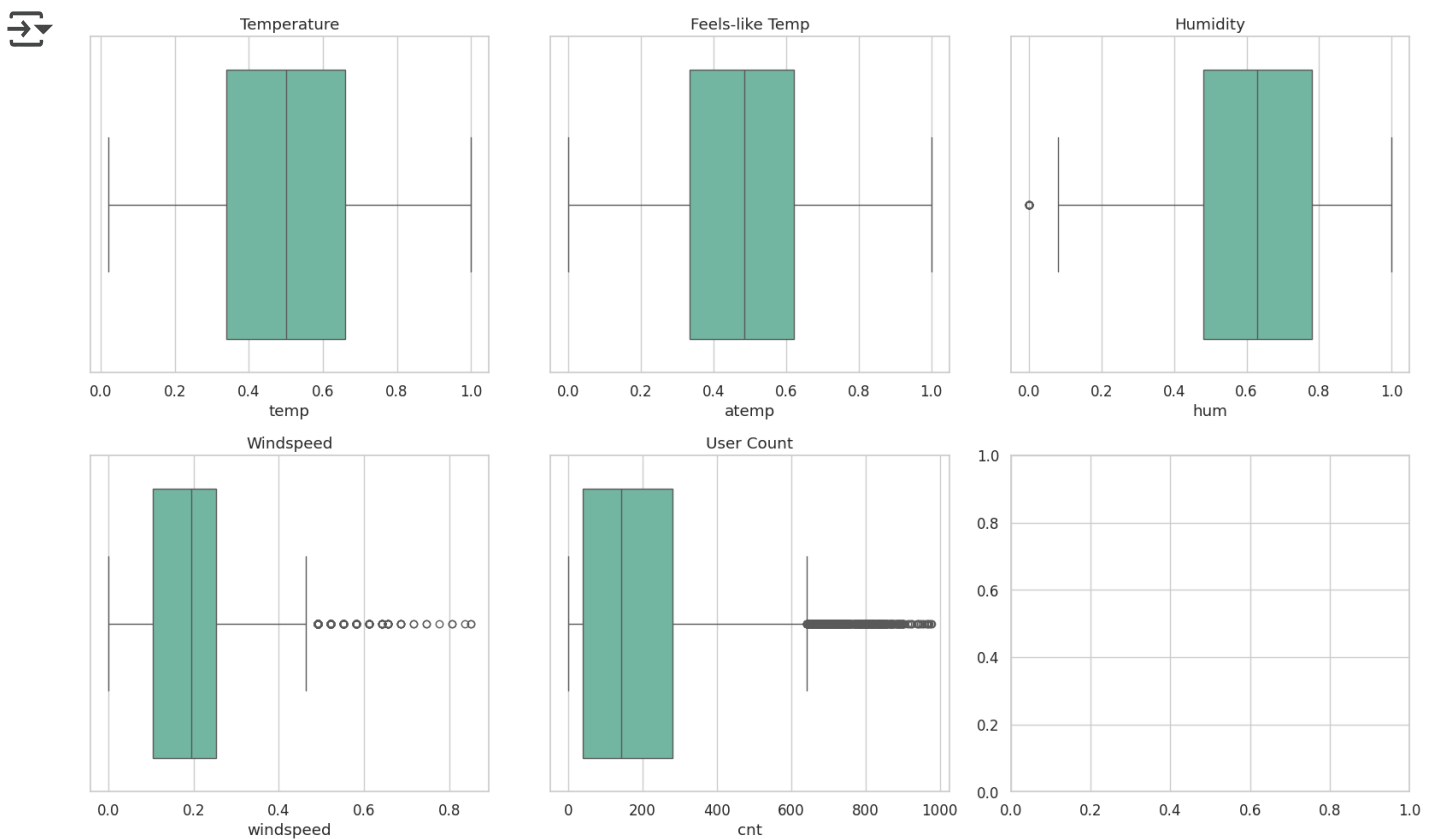 Temperature
Feels-like Temp
Humidity
0.0 0.2 0.4 0.6 0.8 1.0
temp
0.0 0.2 0.4 0.6 0.8 1.0
atemp
0.0 0.2 0.4 0.6 0.8 1.0
hum
Windspeed
User Count
0.0 0.2 0.4 0.6 0.8
windspeed
0 200 400 600 800 1000
cnt
1.0
0.8
0.6
0.4
0.2
0.0
0.0 0.2 0.4 0.6 0.8 1.0